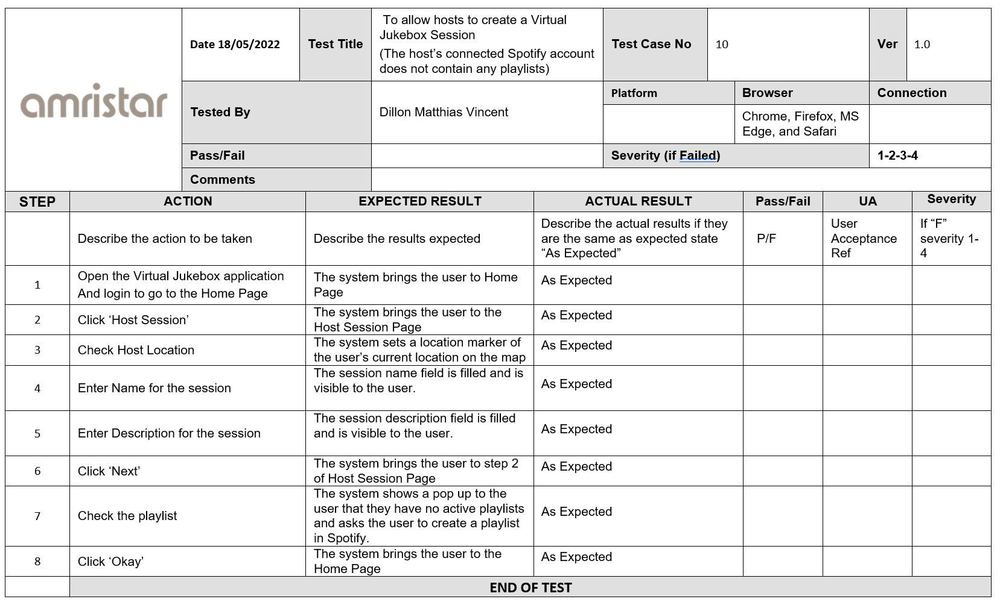 amristar
Date 18/05/2022
Test Title
To allow hosts to create a Virtual
Jukebox Session
(The host’s connected Spotify account
does not contain any playlists)
Test Case No
10
Ver
1.0
Tested By
Dillon Matthias Vincent
Platform
Browser
Connection
Chrome, Firefox, MS
Edge, and Safari
Pass/Fail
Severity (if Failed)
1-2-3-4
Comments
STEP
ACTION
EXPECTED RESULT
ACTUAL RESULT
Pass/Fail
UA
Severity
Describe the action to be taken
Describe the results expected
Describe the actual results if they
are the same as expected state
“As Expected”
P/F
User
Acceptance
Ref
If “F”
severity 1-
4
1
Open the Virtual Jukebox application
And login to go to the Home Page
The system brings the user to Home
Page
As Expected
2
Click ‘Host Session’
The system brings the user to the
Host Session Page
As Expected
3
Check Host Location
The system sets a location marker of
the user’s current location on the map
As Expected
4
Enter Name for the session
The session name field is filled and is
visible to the user.
As Expected
5
Enter Description for the session
The session description field is filled
and is visible to the user.
As Expected
6
Click ‘Next’
The system brings the user to step 2
of Host Session Page
As Expected
7
Check the playlist
The system shows a pop up to the
user that they have no active playlists
and asks the user to create a playlist
in Spotify.
As Expected
8
Click ‘Okay’
The system brings the user to the
Home Page
As Expected
END OF TEST